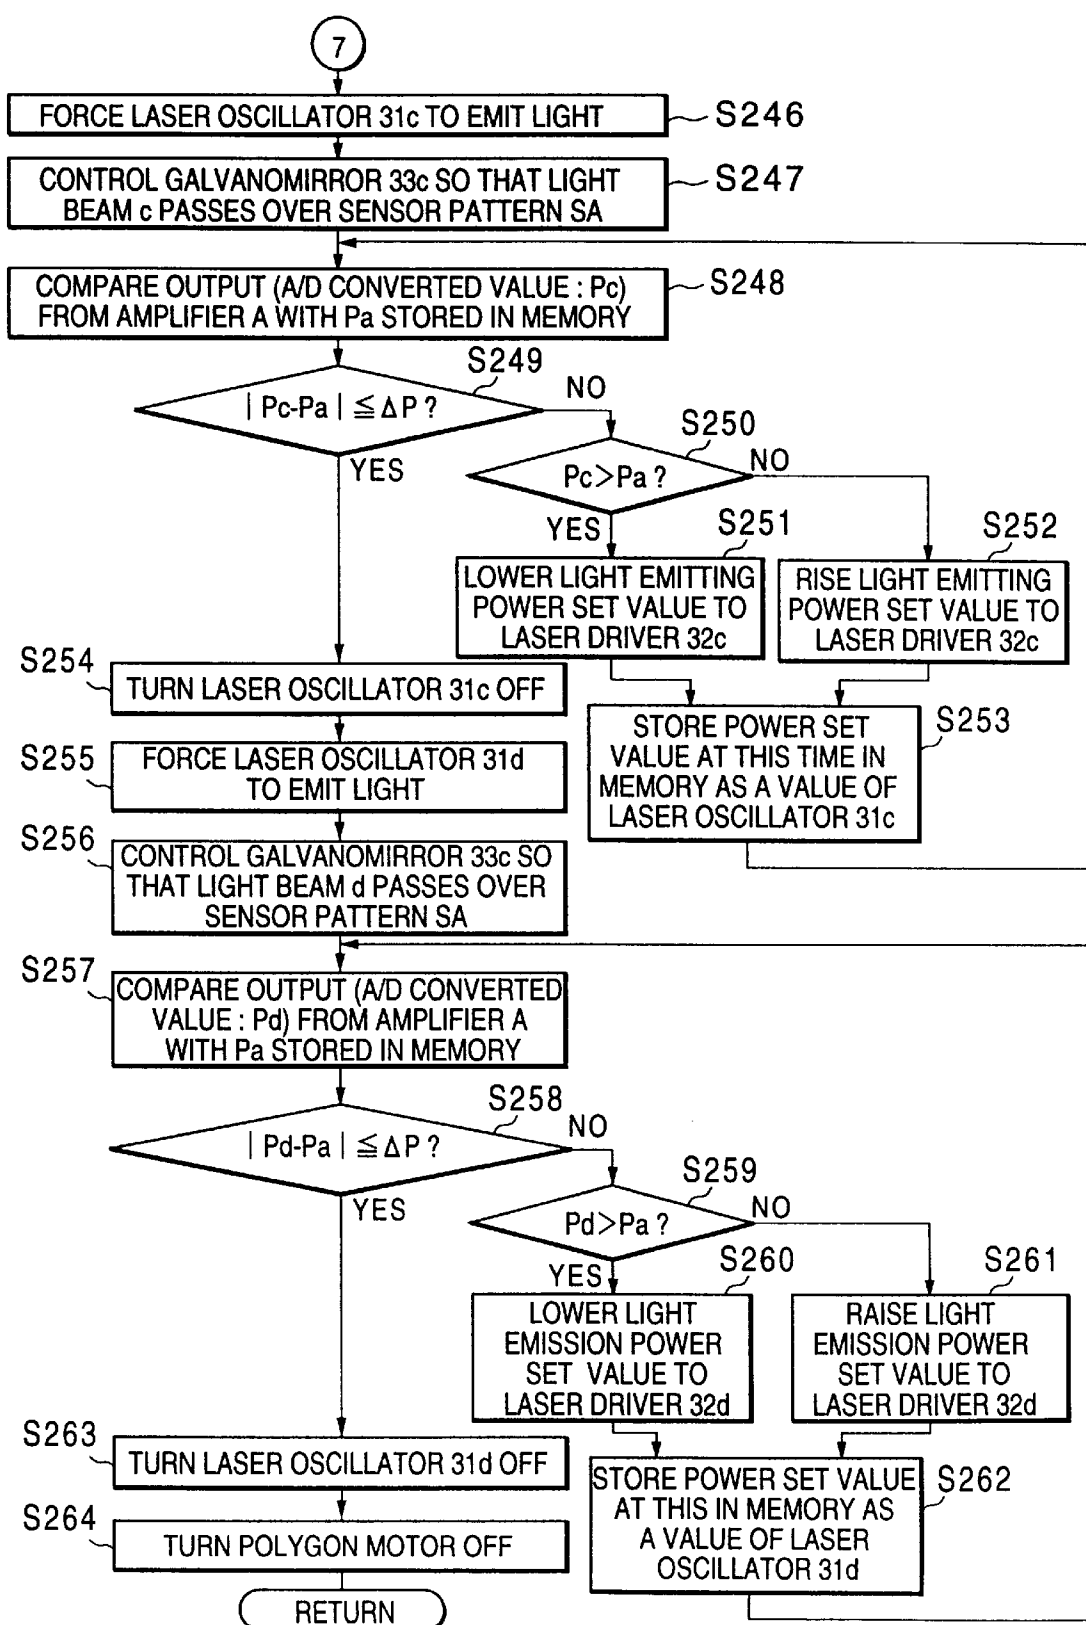 7
FORCE LASER OSCILLATOR 31c TO EMIT LIGHT
S246
CONTROL GALVANOMIRROR 33c SO THAT LIGHT
BEAM c PASSES OVER SENSOR PATTERN SA
S247
COMPARE OUTPUT (A/D CONVERTED VALUE : Pc)
FROM AMPLIFIER A WITH Pa STORED IN MEMORY
S248
S249
| Pc-Pa | ≦ ΔP ?
NO
YES
S250
Pc>Pa ?
NO
YES
S251
LOWER LIGHT EMITTING
POWER SET VALUE TO
LASER DRIVER 32c
S252
RISE LIGHT EMITTING
POWER SET VALUE TO
LASER DRIVER 32c
S253
STORE POWER SET
VALUE AT THIS TIME IN
MEMORY AS A VALUE OF
LASER OSCILLATOR 31c
S254
TURN LASER OSCILLATOR 31c OFF
S255
FORCE LASER OSCILLATOR 31d
TO EMIT LIGHT
S256
CONTROL GALVANOMIRROR 33c SO
THAT LIGHT BEAM d PASSES OVER
SENSOR PATTERN SA
S257
COMPARE OUTPUT (A/D CONVERTED
VALUE : Pd) FROM AMPLIFIER A
WITH Pa STORED IN MEMORY
S258
| Pd-Pa | ≦ ΔP ?
NO
YES
S259
Pd>Pa ?
NO
YES
S260
LOWER LIGHT
EMISSION POWER
SET VALUE TO
LASER DRIVER 32d
S261
RAISE LIGHT
EMISSION POWER
SET VALUE TO
LASER DRIVER 32d
S262
STORE POWER SET VALUE
AT THIS IN MEMORY AS
A VALUE OF LASER
OSCILLATOR 31d
S263
TURN LASER OSCILLATOR 31d OFF
S264
TURN POLYGON MOTOR OFF
RETURN